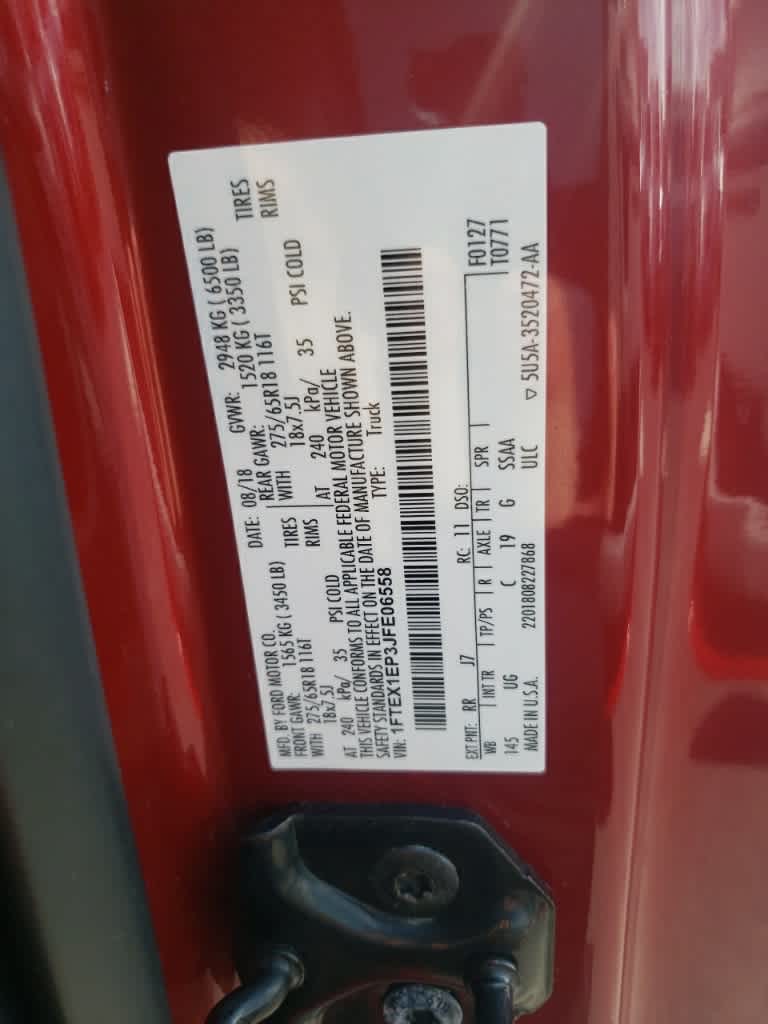 MFD. BY FORD MOTOR CO. DATE: 08/18 GVWR: 2948 KG ( 6500 LB)
FRONT GAWR: 1565 KG ( 3450 LB) REAR GAWR: 1520 KG ( 3350 LB)
WITH 275/65R18 116T TIRES WITH 275/65R18 116T TIRES
18x7.5J RIMS 18x7.5J RIMS
AT 240 kPa/ 35 PSI COLD AT 240 kPa/ 35 PSI COLD
THIS VEHICLE CONFORMS TO ALL APPLICABLE FEDERAL MOTOR VEHICLE
SAFETY STANDARDS IN EFFECT ON THE DATE OF MANUFACTURE SHOWN ABOVE.
VIN: 1FTEX1EP3JFE06558 TYPE: Truck
EXT PNT: RR J7 RC: 11 DSO: F0127
WB INT TR TP/PS R AXLE TR SPR T0771
145 UG C 19 G SSAA
MADE IN U.S.A. 2201808227868 ULC ▽ 5U5A-3520472-AA